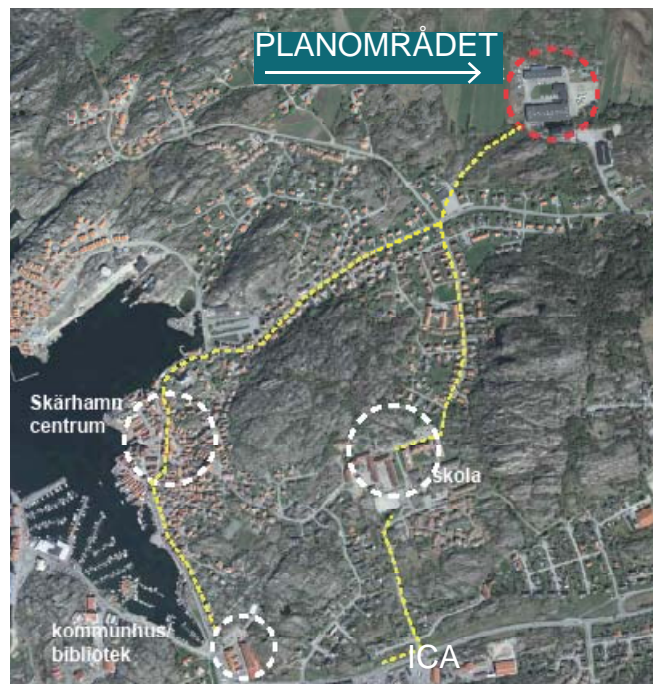 PLANOMRÅDET
Skärhamn
centrum
skola
kommunhus/
bibliotek
ICA